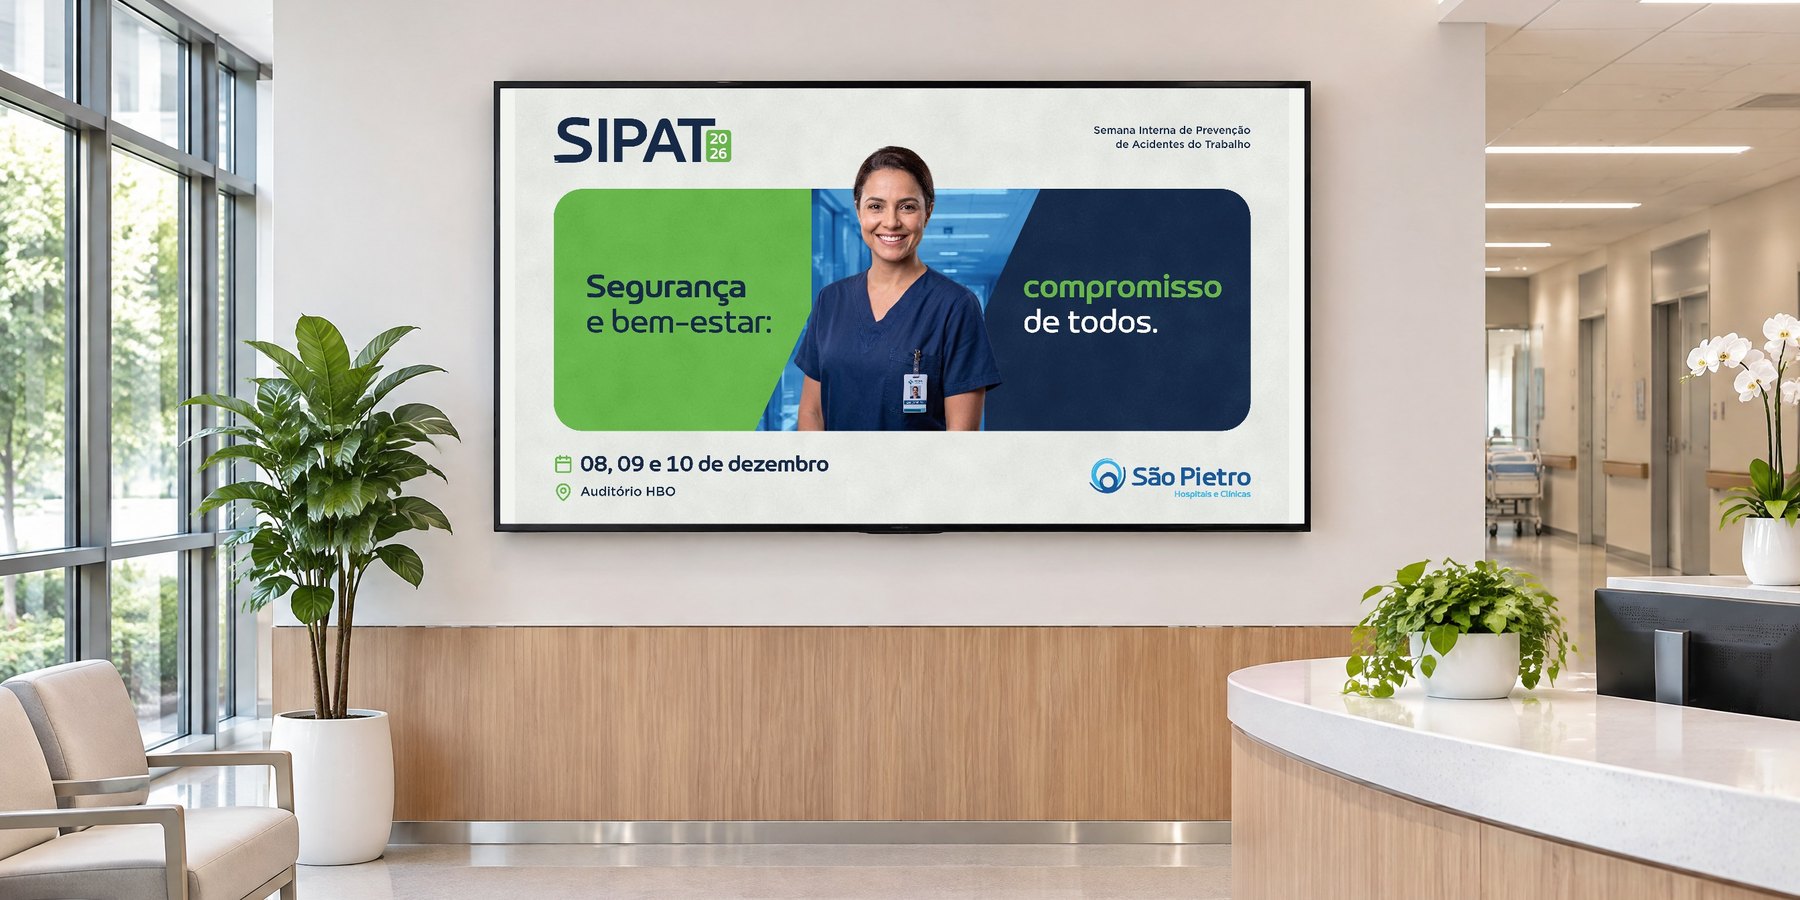 SIPAT
20
26
Semana Interna de Prevenção
de Acidentes do Trabalho
Segurança
e bem-estar:
compromisso
de todos.
08, 09 e 10 de dezembro
Auditório HBO
São Pietro
Hospitais e Clínicas